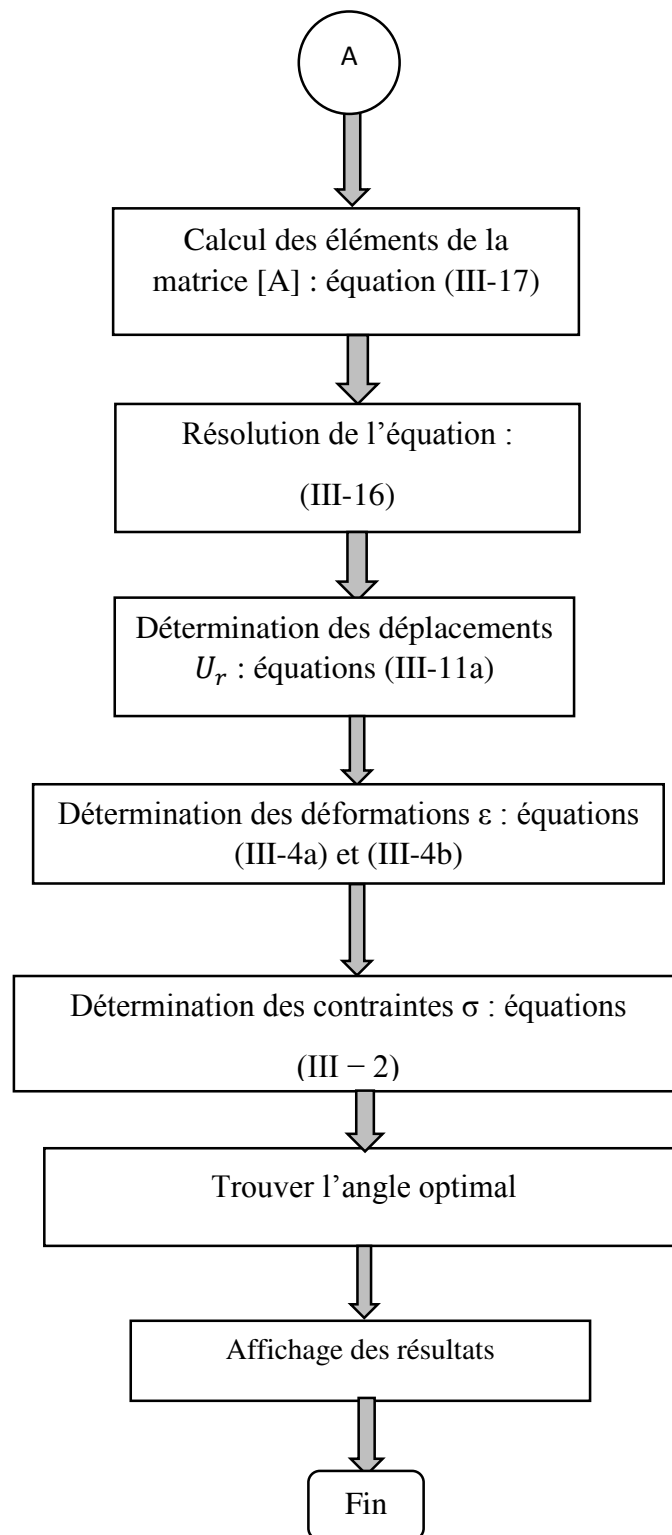 A
Calcul des éléments de la
matrice [A] : équation (III-17)
Résolution de l’équation :
(III-16)
Détermination des déplacements
𝑈𝑟 : équations (III-11a)
Détermination des déformations ε : équations
(III-4a) et (III-4b)
Détermination des contraintes σ : équations
(III − 2)
Trouver l’angle optimal
Affichage des résultats
Fin